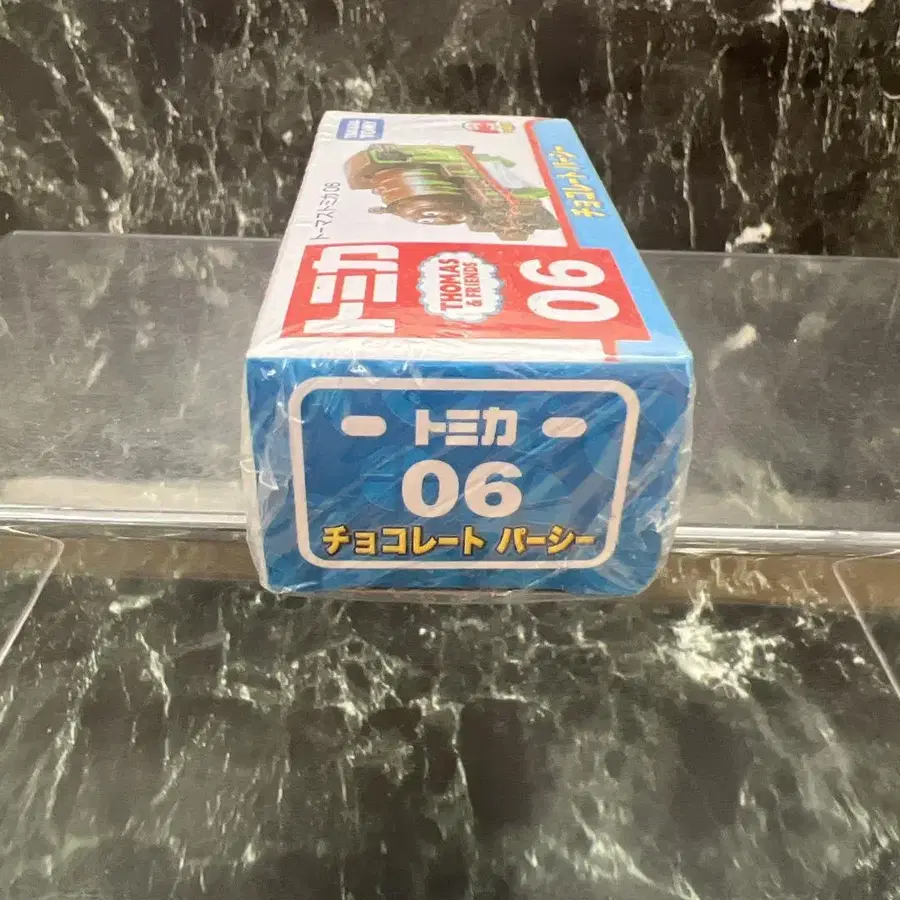 TAKARA TOMY
チョコレート パーシー
トーマストミカ 06
トミカ
THOMAS
& FRIENDS
06
トミカ
06
チョコレート パーシー